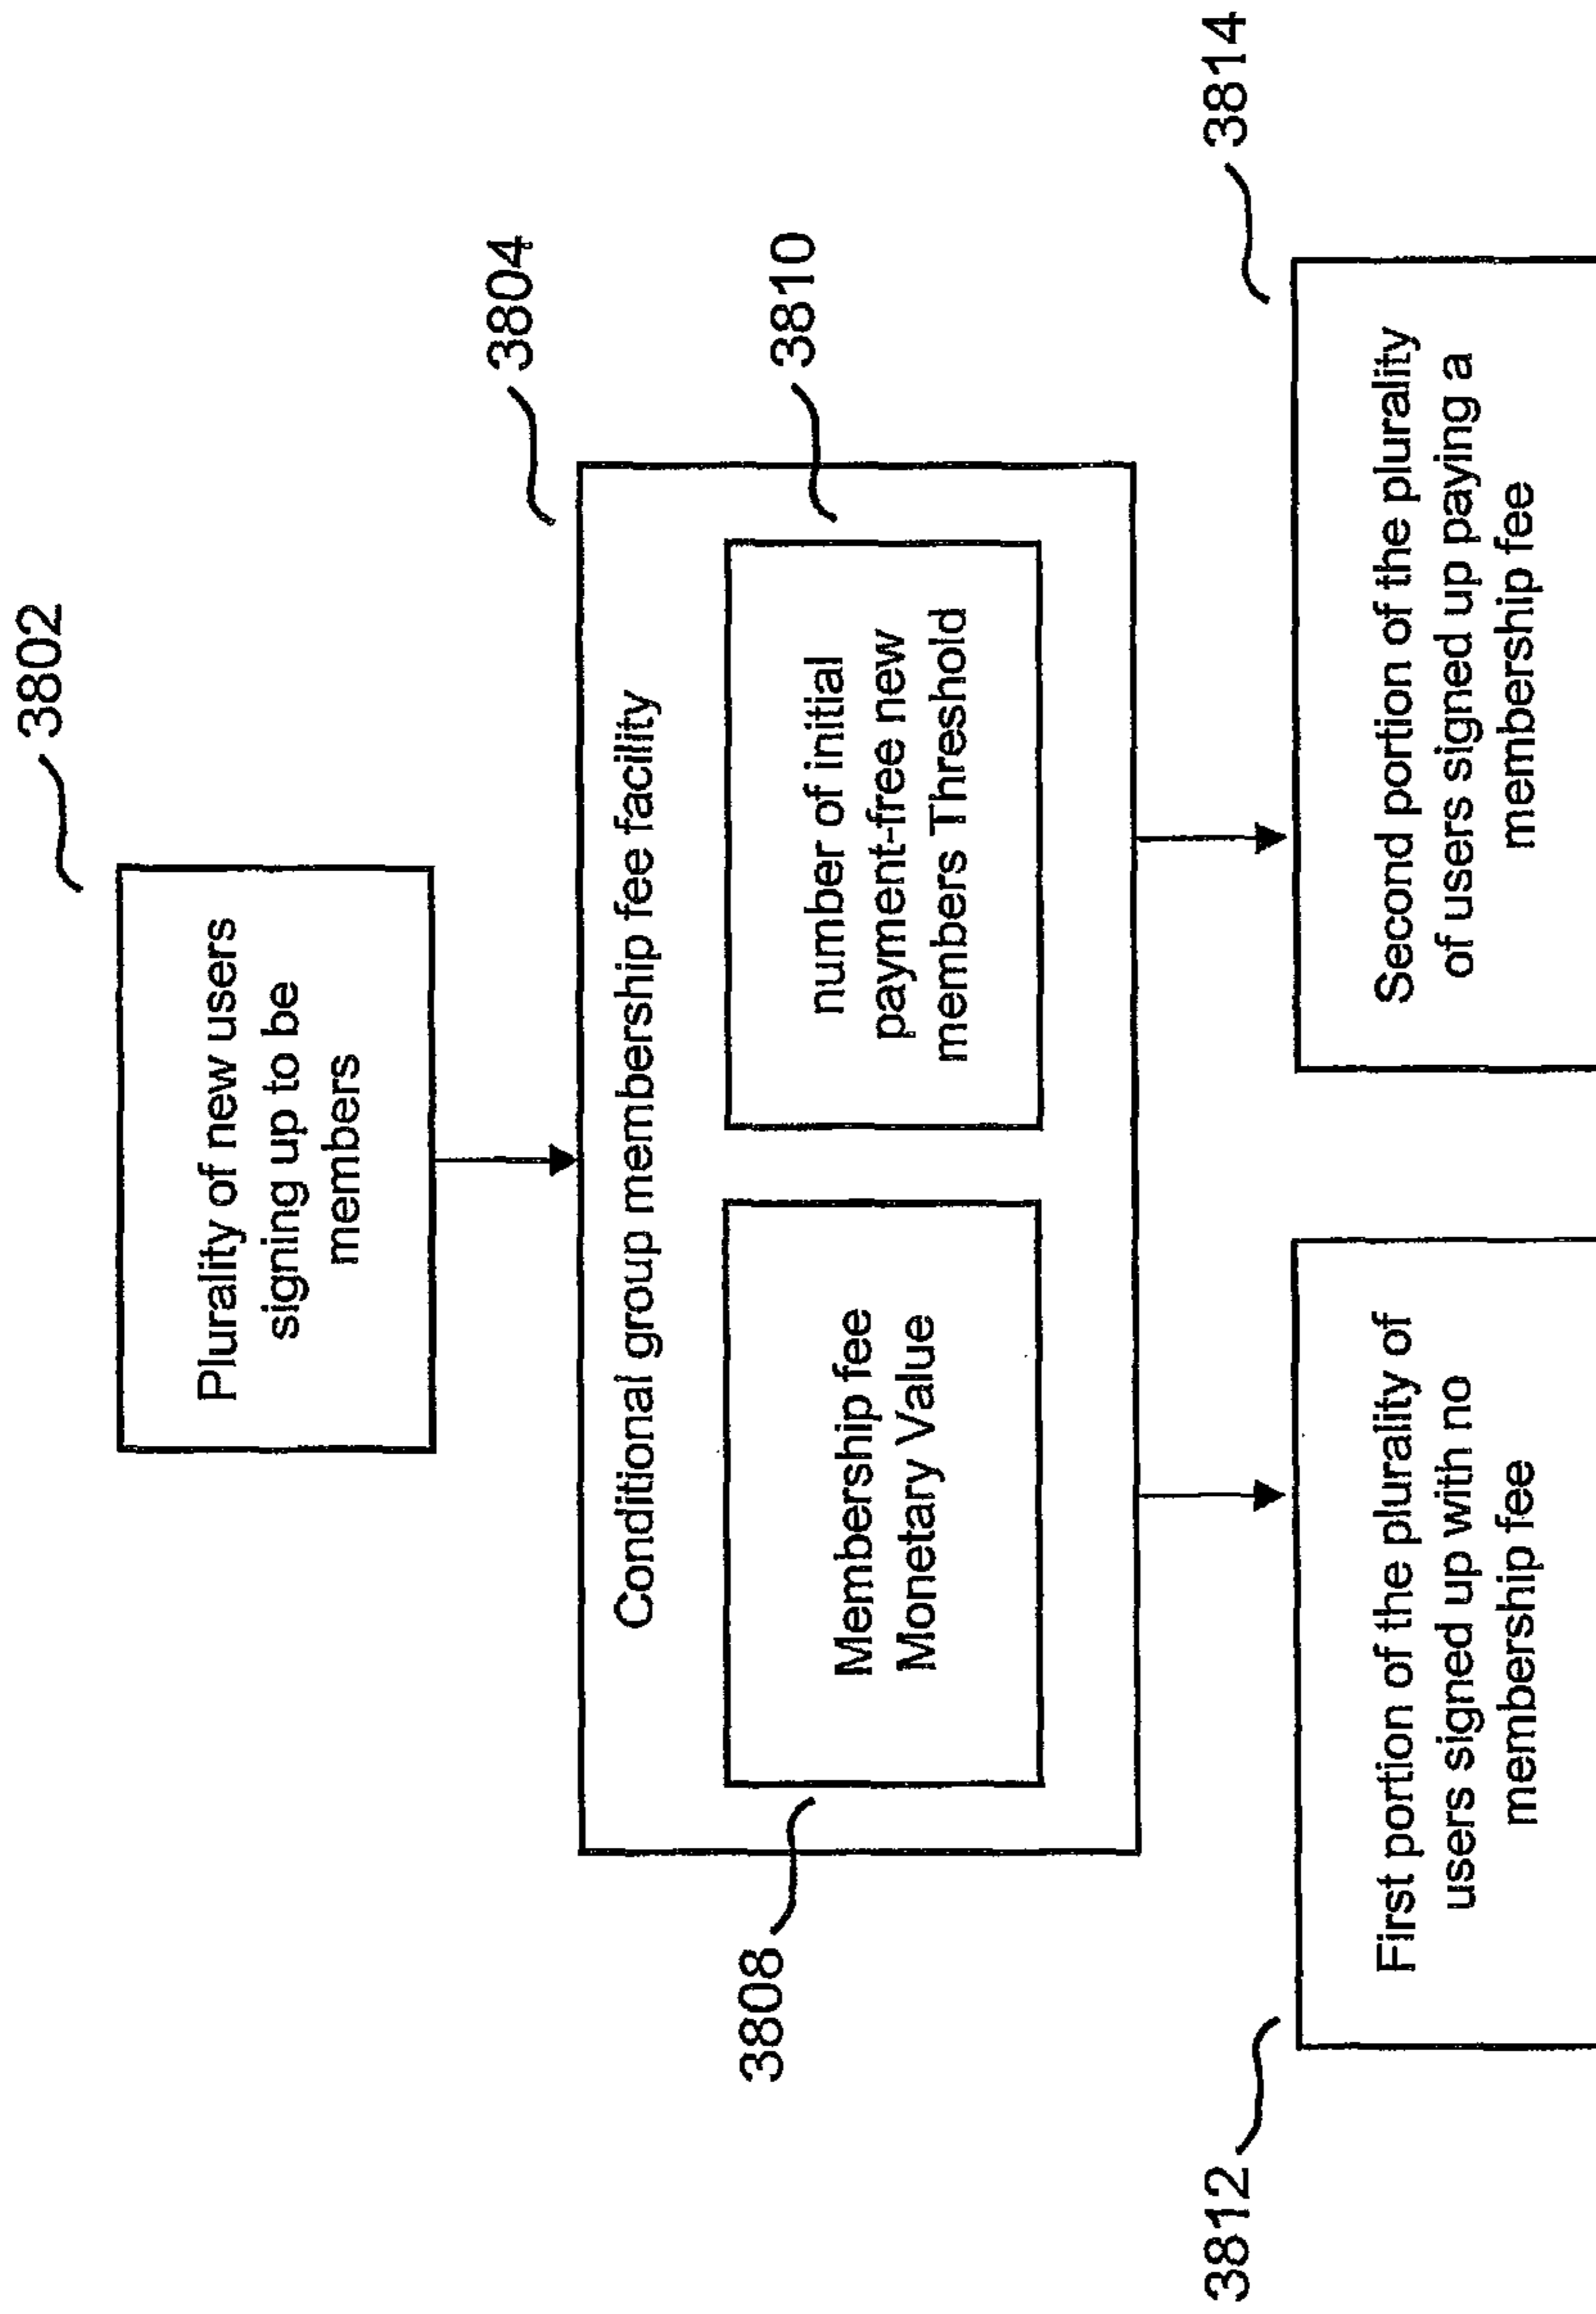 3802
Plurality of new users
signing up to be
members
3804
Conditional group membership fee facility
3808
Membership fee
Monetary Value
3810
number of initial
payment-free new
members Threshold
3812
First portion of the plurality of
users signed up with no
membership fee
3814
Second portion of the plurality
of users signed up paying a
membership fee